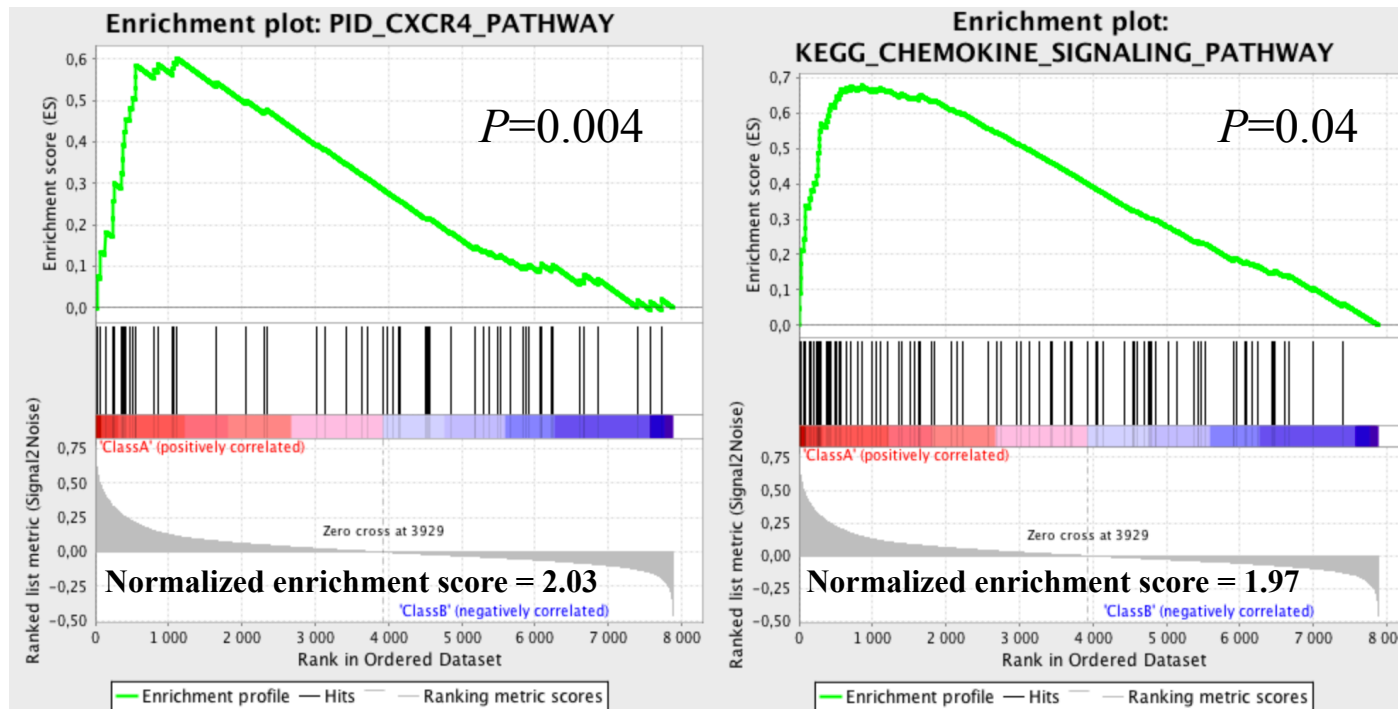 Enrichment plot: PID_CXCR4_PATHWAY
Enrichment score (ES)
0,6
0,5
0,4
0,3
0,2
0,1
0,0
P=0.004
'ClassA' (positively correlated)
Ranked list metric (Signal2Noise)
0,75
0,50
0,25
0,00
-0,25
-0,50
Zero cross at 3929
Normalized enrichment score = 2.03
'ClassB' (negatively correlated)
0 1 000 2 000 3 000 4 000 5 000 6 000 7 000 8 000
Rank in Ordered Dataset
Enrichment profile Hits Ranking metric scores
Enrichment plot:
KEGG_CHEMOKINE_SIGNALING_PATHWAY
Enrichment score (ES)
0,7
0,6
0,5
0,4
0,3
0,2
0,1
0,0
P=0.04
'ClassA' (positively correlated)
Ranked list metric (Signal2Noise)
0,75
0,50
0,25
0,00
-0,25
-0,50
Zero cross at 3929
Normalized enrichment score = 1.97
'ClassB' (negatively correlated)
0 1 000 2 000 3 000 4 000 5 000 6 000 7 000 8 00
Rank in Ordered Dataset
Enrichment profile Hits Ranking metric scores